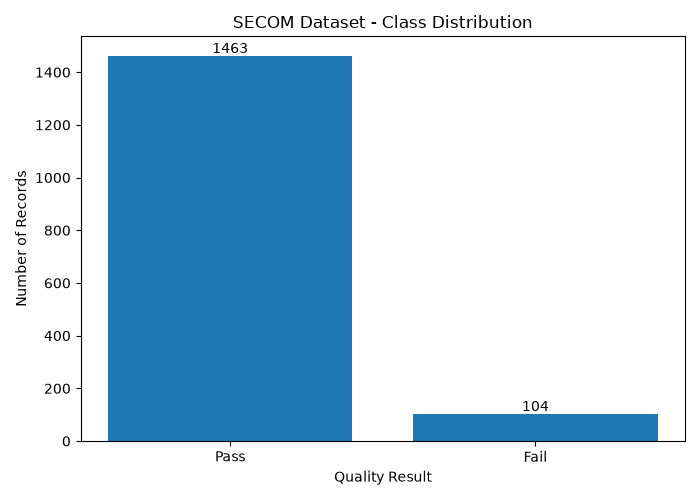 SECOM Dataset - Class Distribution
1463
104
Number of Records
1400
1200
1000
800
600
400
200
0
Pass Fail
Quality Result